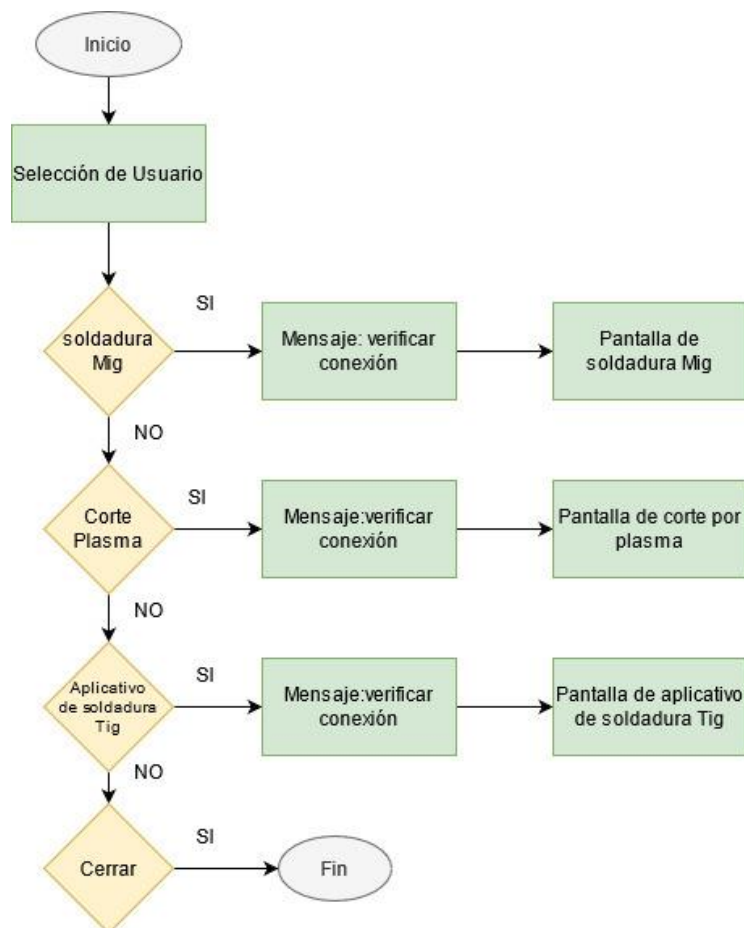 Inicio
Selección de Usuario
soldadura
Mig
SI
Mensaje: verificar
conexión
Pantalla de
soldadura Mig
NO
Corte
Plasma
SI
Mensaje:verificar
conexión
Pantalla de corte por
plasma
NO
Aplicativo
de soldadura
Tig
SI
Mensaje:verificar
conexión
Pantalla de aplicativo
de soldadura Tig
NO
Cerrar
SI
Fin